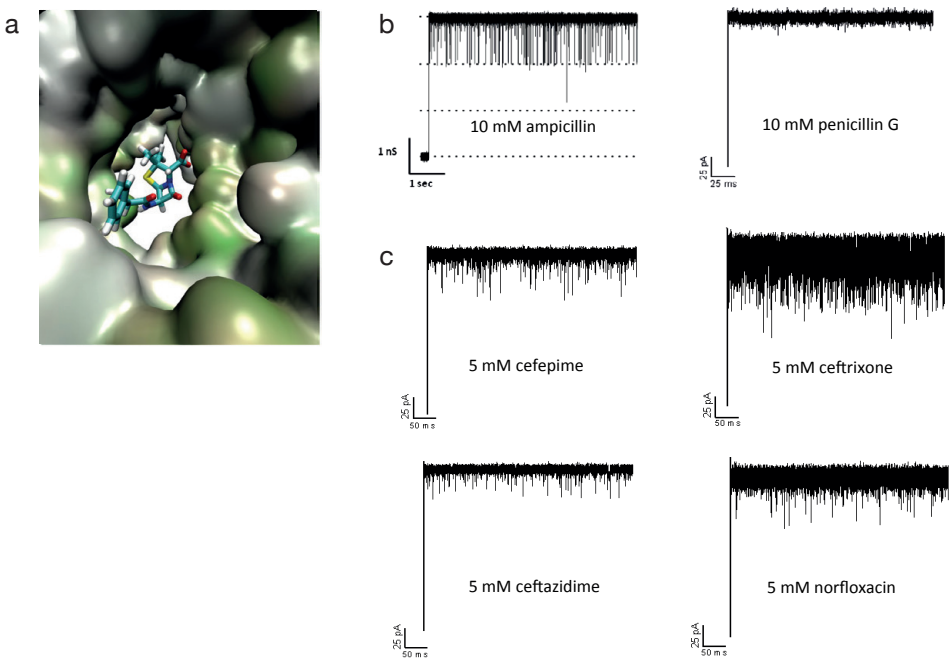 a
b
1 nS
1 sec
10 mM ampicillin
25 pA
25 ms
10 mM penicillin G
c
25 pA
50 ms
5 mM cefepime
25 pA
50 ms
5 mM ceftrixone
25 pA
50 ms
5 mM ceftazidime
25 pA
50 ms
5 mM norfloxacin